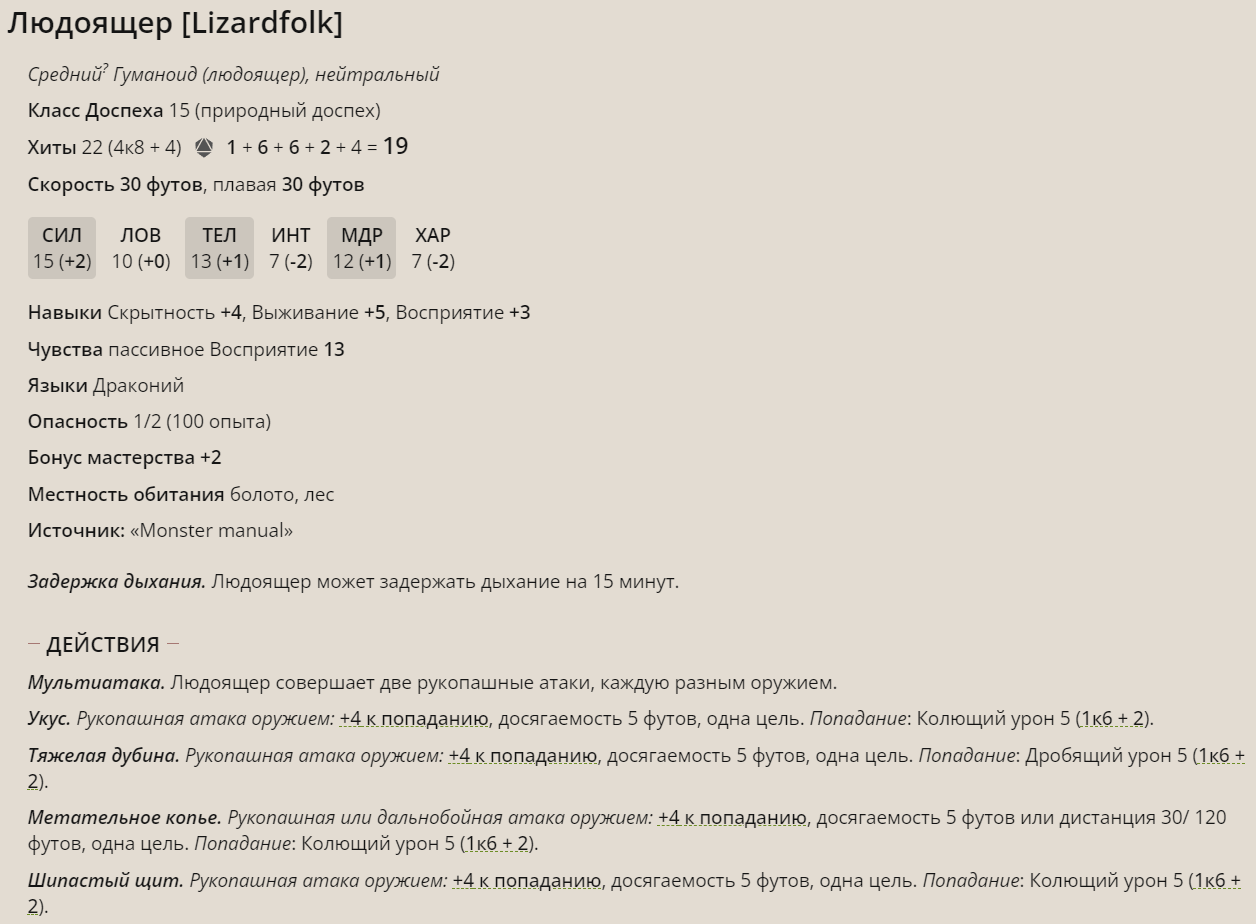 Людоящер [Lizardfolk]
Средний? Гуманоид (людоящер), нейтральный
Класс Доспеха 15 (природный доспех)
Хиты 22 (4к8 + 4) 1 + 6 + 6 + 2 + 4 = 19
Скорость 30 футов, плавая 30 футов
СИЛ ЛОВ ТЕЛ ИНТ МДР ХАР
15 (+2) 10 (+0) 13 (+1) 7 (-2) 12 (+1) 7 (-2)
Навыки Скрытность +4, Выживание +5, Восприятие +3
Чувства пассивное Восприятие 13
Языки Драконий
Опасность 1/2 (100 опыта)
Бонус мастерства +2
Местность обитания болото, лес
Источник: «Monster manual»
Задержка дыхания. Людоящер может задержать дыхание на 15 минут.
— ДЕЙСТВИЯ —
Мультиатака. Людоящер совершает две рукопашные атаки, каждую разным оружием.
Укус. Рукопашная атака оружием: +4 к попаданию, досягаемость 5 футов, одна цель. Попадание: Колющий урон 5 (1к6 + 2).
Тяжелая дубина. Рукопашная атака оружием: +4 к попаданию, досягаемость 5 футов, одна цель. Попадание: Дробящий урон 5 (1к6 +
2).
Метательное копье. Рукопашная или дальнобойная атака оружием: +4 к попаданию, досягаемость 5 футов или дистанция 30/ 120
футов, одна цель. Попадание: Колющий урон 5 (1к6 + 2).
Шипастый щит. Рукопашная атака оружием: +4 к попаданию, досягаемость 5 футов, одна цель. Попадание: Колющий урон 5 (1к6 +
2).